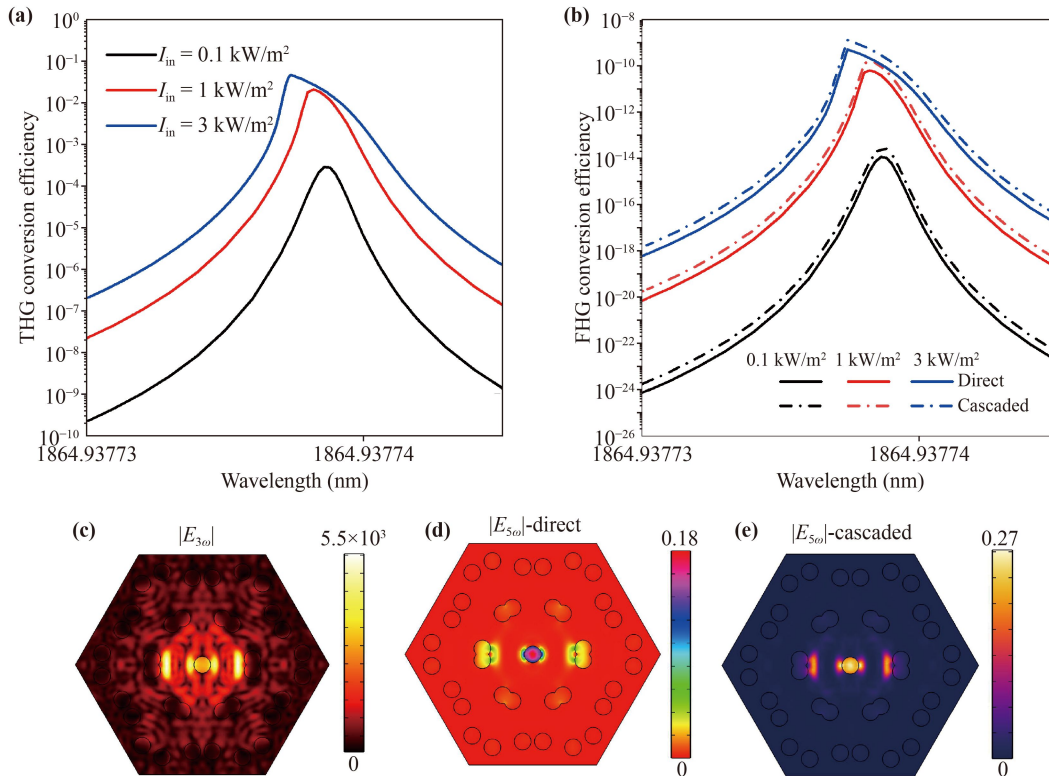 (a)
10⁰
10⁻¹
10⁻²
10⁻³
10⁻⁴
10⁻⁵
10⁻⁶
10⁻⁷
10⁻⁸
10⁻⁹
10⁻¹⁰
THG conversion efficiency
I_in = 0.1 kW/m²
I_in = 1 kW/m²
I_in = 3 kW/m²
1864.93773
1864.93774
Wavelength (nm)
(b)
10⁻⁸
10⁻¹⁰
10⁻¹²
10⁻¹⁴
10⁻¹⁶
10⁻¹⁸
10⁻²⁰
10⁻²²
10⁻²⁴
10⁻²⁶
FHG conversion efficiency
0.1 kW/m² 1 kW/m² 3 kW/m²
Direct
Cascaded
1864.93773
1864.93774
Wavelength (nm)
(c)
|E₃ω|
5.5×10³
0
(d)
|E₅ω|-direct
0.18
0
(e)
|E₅ω|-cascaded
0.27
0